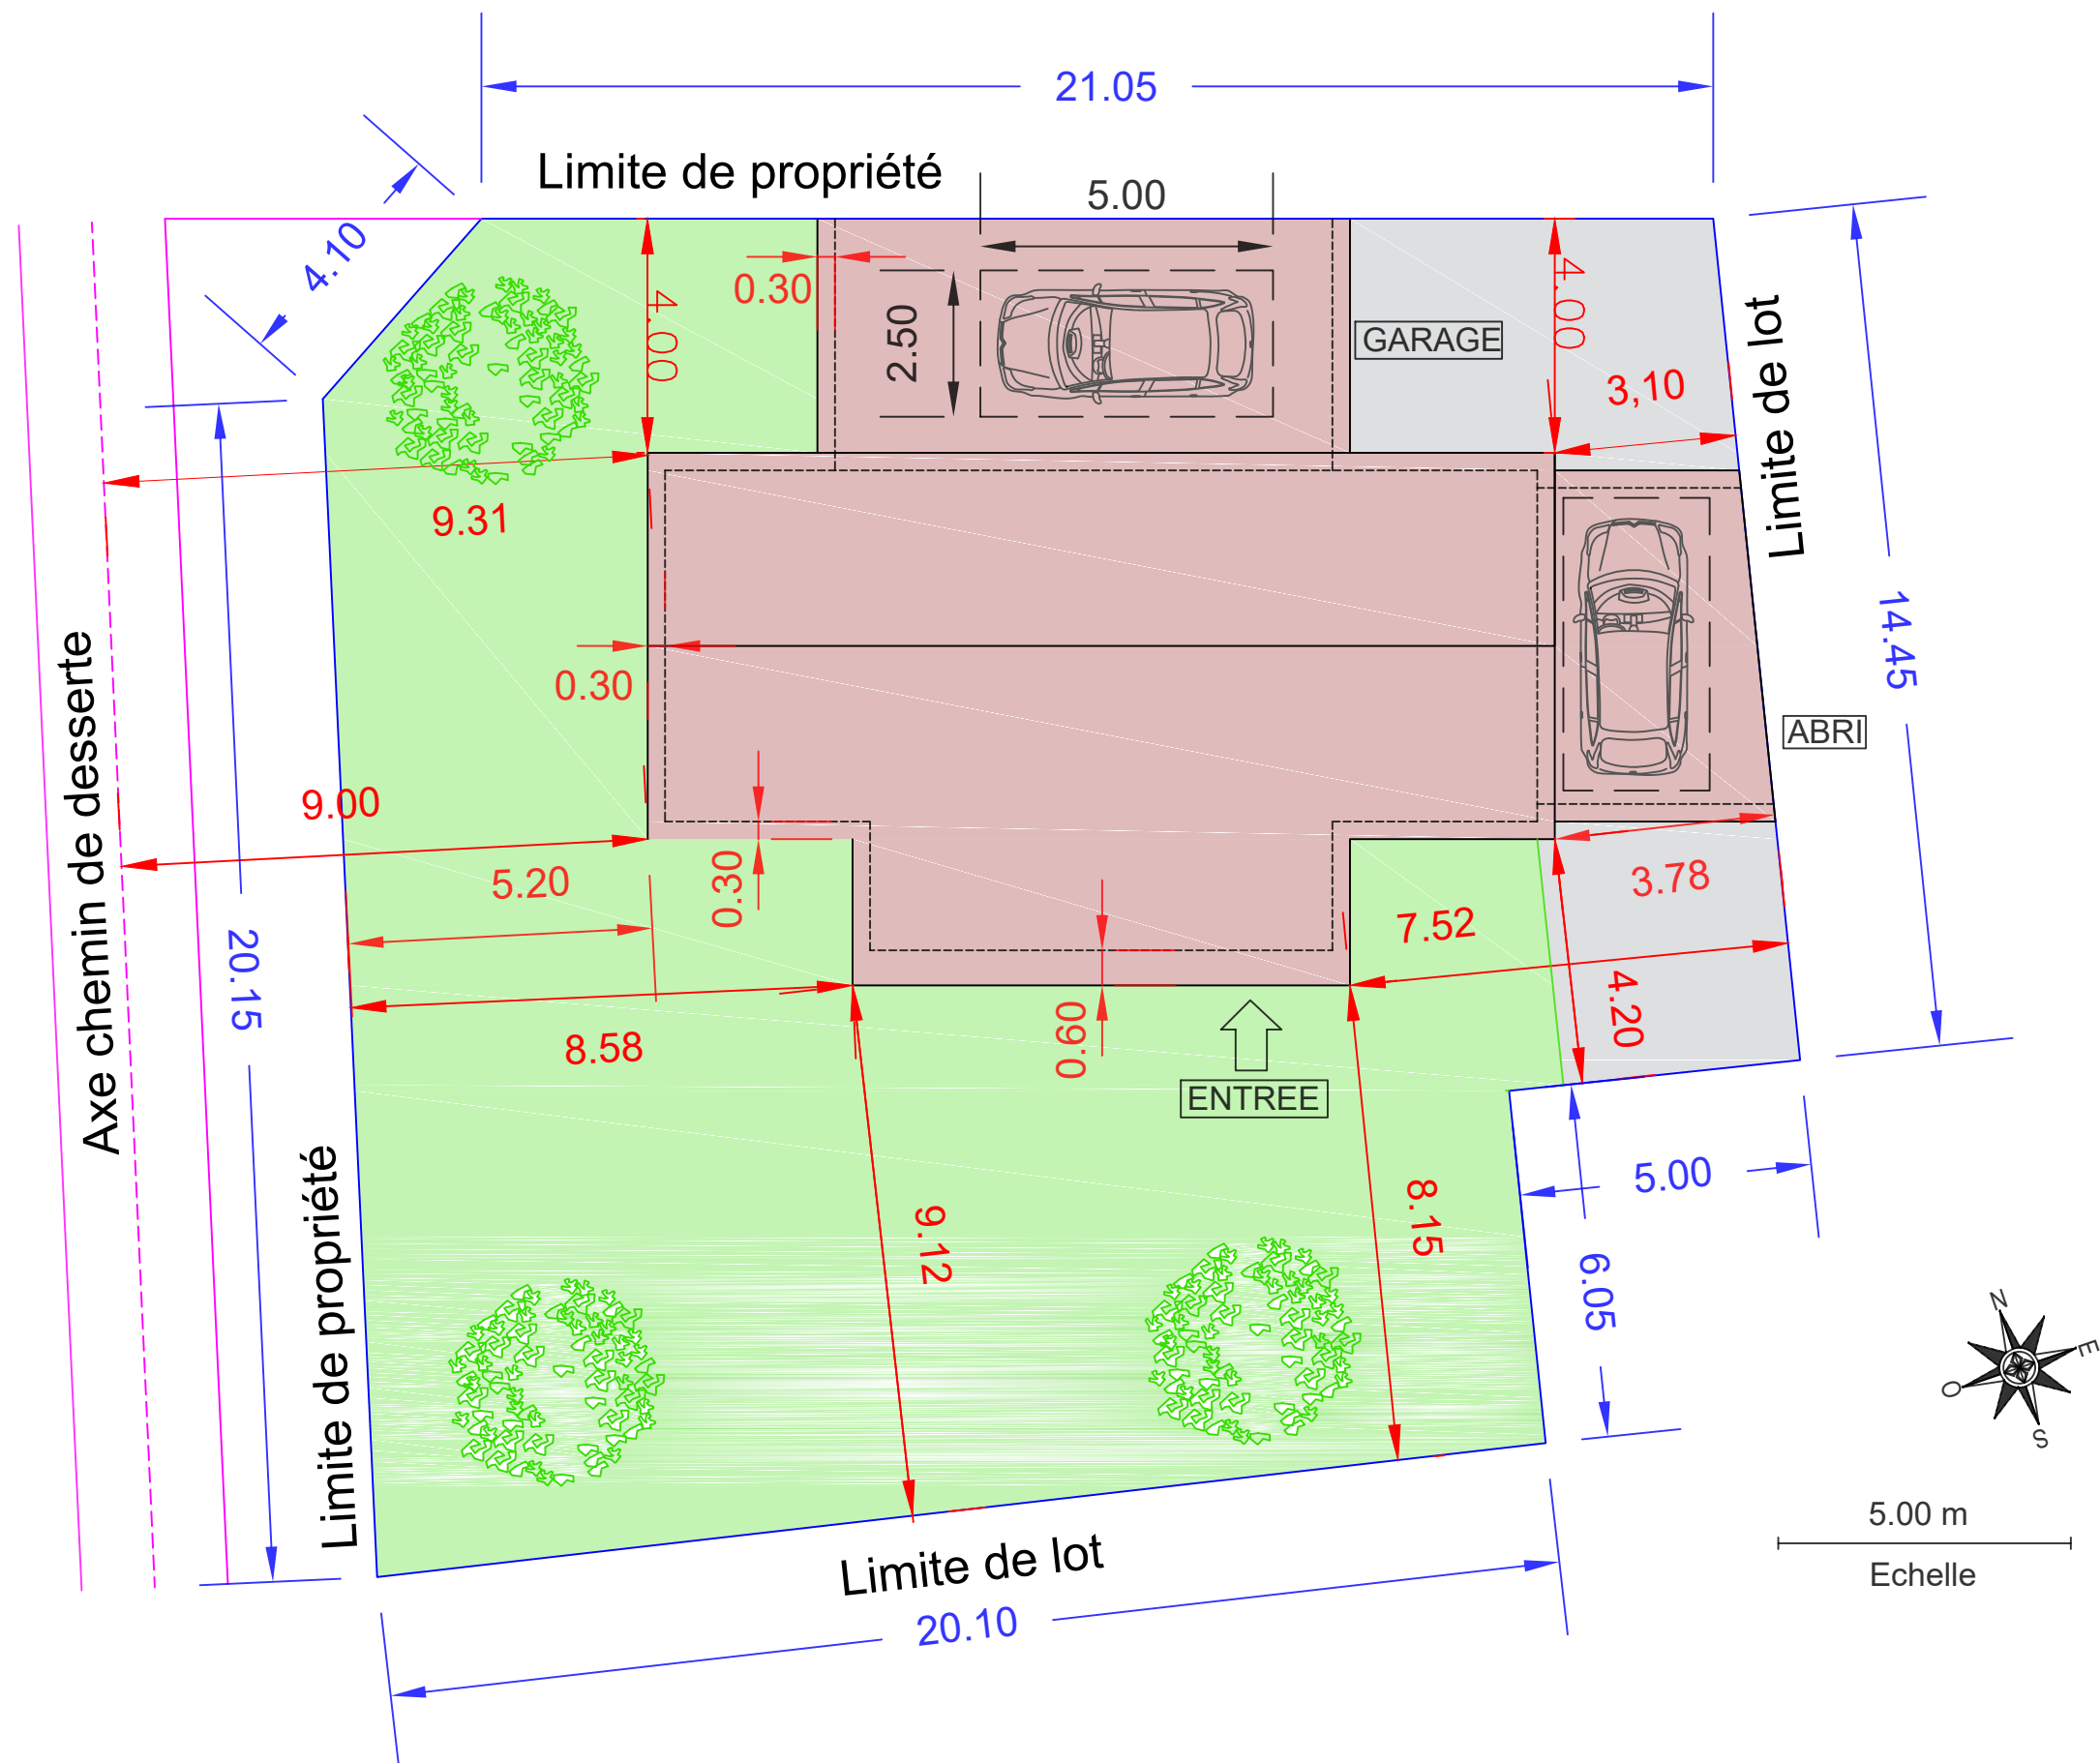 21.05
Limite de propriété
5.00
4.10
0.30
4.00
2.50
GARAGE
4.00
3,10
Limite de lot
9.31
14.45
0.30
ABRI
Axe chemin de desserte
9.00
5.20
0.30
3.78
7.52
20.15
8.58
0.60
4.20
ENTREE
5.00
Limite de propriété
9.12
8.15
6.05
N
E
O
S
5.00 m
Echelle
Limite de lot
20.10